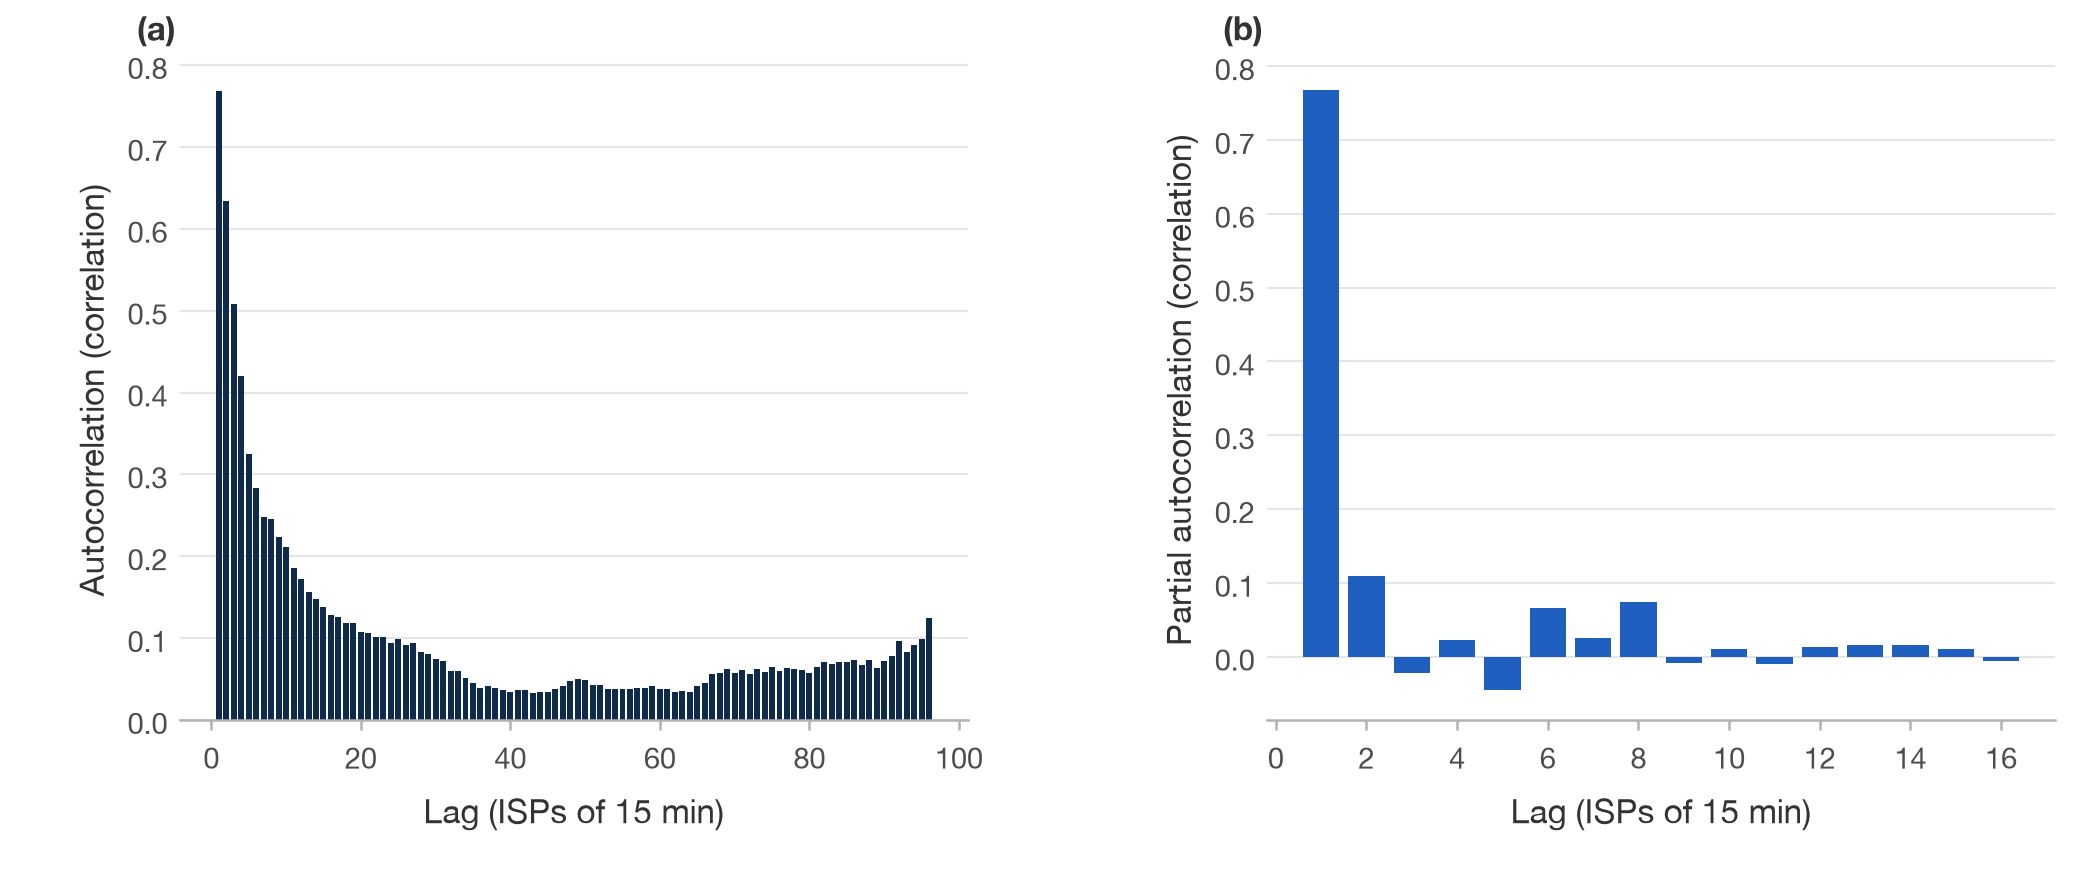 (a)
0.8
0.7
0.6
0.5
0.4
0.3
0.2
0.1
0.0
Autocorrelation (correlation)
0 20 40 60 80 100
Lag (ISPs of 15 min)
(b)
0.8
0.7
0.6
0.5
0.4
0.3
0.2
0.1
0.0
Partial autocorrelation (correlation)
0 2 4 6 8 10 12 14 16
Lag (ISPs of 15 min)